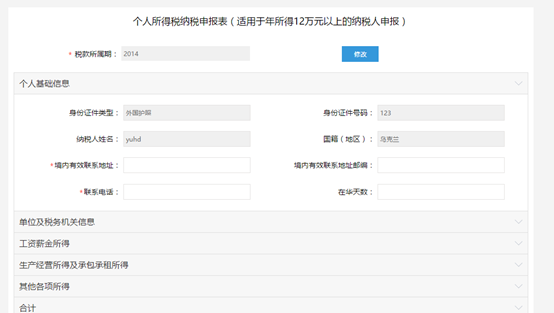 个人所得税纳税申报表（适用于年所得12万元以上的纳税人申报）
* 税款所属期： 2014 修改
个人基础信息
身份证件类型： 外国护照 身份证件号码： 123
纳税人姓名： yuhd 国籍（地区）： 乌克兰
*境内有效联系地址： 境内有效联系地址邮编：
*联系电话： 在华天数：
单位及税务机关信息
工资薪金所得
生产经营所得及承包承租所得
其他各项所得
合计